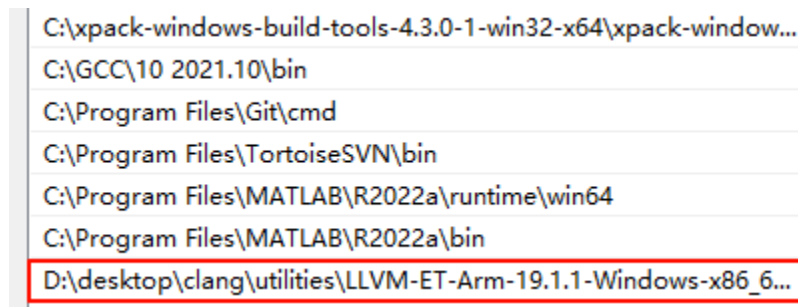 C:\xpack-windows-build-tools-4.3.0-1-win32-x64\xpack-window...
C:\GCC\10 2021.10\bin
C:\Program Files\Git\cmd
C:\Program Files\TortoiseSVN\bin
C:\Program Files\MATLAB\R2022a\runtime\win64
C:\Program Files\MATLAB\R2022a\bin
D:\desktop\clang\utilities\LLVM-ET-Arm-19.1.1-Windows-x86_6...